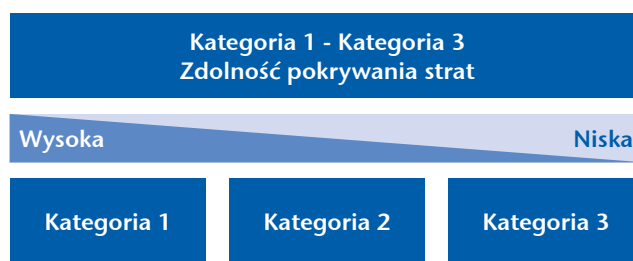 Kategoria 1 - Kategoria 3
Zdolność pokrywania strat
Wysoka Niska
Kategoria 1 Kategoria 2 Kategoria 3